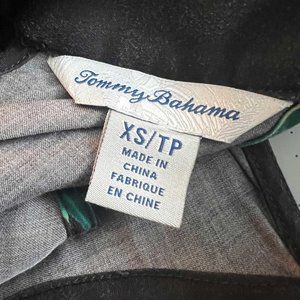 Tommy Bahama
XS/TP
MADE IN
CHINA
FABRIQUE
EN CHINE